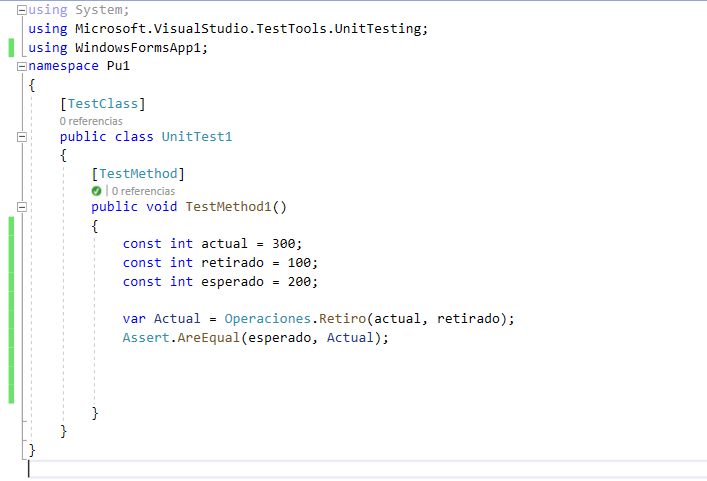 using System;
using Microsoft.VisualStudio.TestTools.UnitTesting;
using WindowsFormsApp1;
namespace Pu1
{
[TestClass]
0 referencias
public class UnitTest1
{
[TestMethod]
| 0 referencias
public void TestMethod1()
{
const int actual = 300;
const int retirado = 100;
const int esperado = 200;
var Actual = Operaciones.Retiro(actual, retirado);
Assert.AreEqual(esperado, Actual);
}
}
}